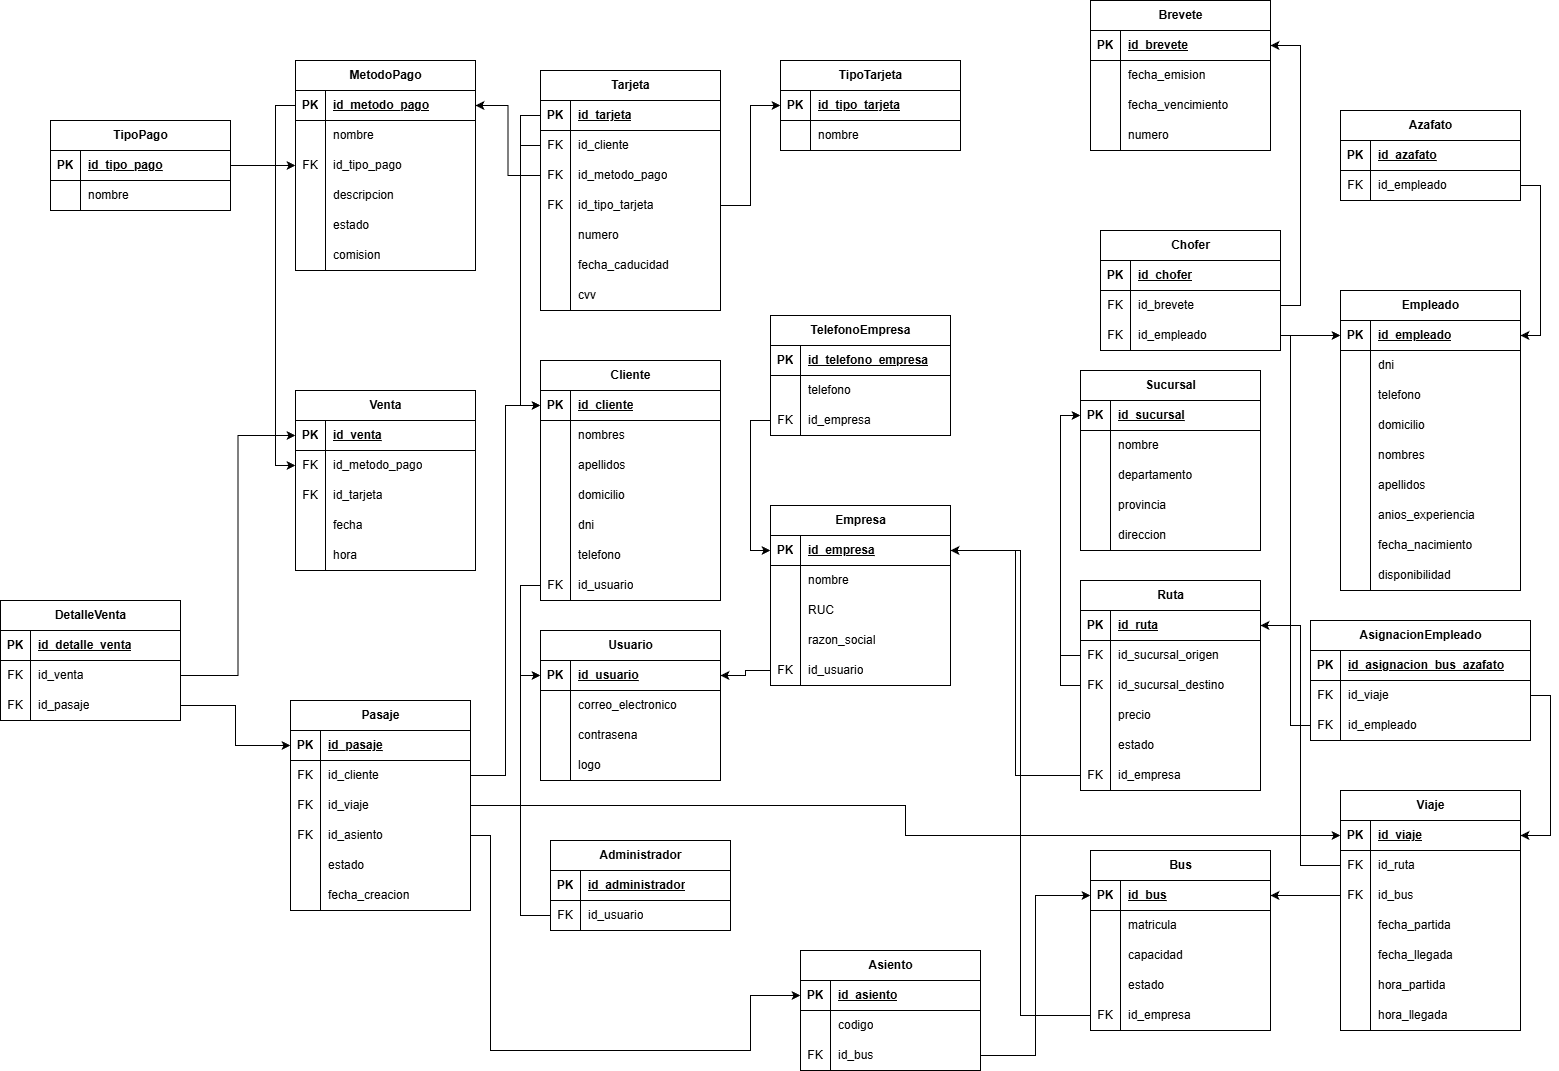 TipoPago
PK id_tipo_pago
nombre
MetodoPago
PK id_metodo_pago
nombre
FK id_tipo_pago
descripcion
estado
comision
Tarjeta
PK id_tarjeta
FK id_cliente
FK id_metodo_pago
FK id_tipo_tarjeta
numero
fecha_caducidad
cvv
TipoTarjeta
PK id_tipo_tarjeta
nombre
Brevete
PK id_brevete
fecha_emision
fecha_vencimiento
numero
Azafato
PK id_azafato
FK id_empleado
Chofer
PK id_chofer
FK id_brevete
FK id_empleado
Empleado
PK id_empleado
dni
telefono
domicilio
nombres
apellidos
anios_experiencia
fecha_nacimiento
disponibilidad
TelefonoEmpresa
PK id_telefono_empresa
telefono
FK id_empresa
Cliente
PK id_cliente
nombres
apellidos
domicilio
dni
telefono
FK id_usuario
Venta
PK id_venta
FK id_metodo_pago
FK id_tarjeta
fecha
hora
Sucursal
PK id_sucursal
nombre
departamento
provincia
direccion
Empresa
PK id_empresa
nombre
RUC
razon_social
FK id_usuario
Ruta
PK id_ruta
FK id_sucursal_origen
FK id_sucursal_destino
precio
estado
FK id_empresa
DetalleVenta
PK id_detalle_venta
FK id_venta
FK id_pasaje
Usuario
PK id_usuario
correo_electronico
contrasena
logo
AsignacionEmpleado
PK id_asignacion_bus_azafato
FK id_viaje
FK id_empleado
Pasaje
PK id_pasaje
FK id_cliente
FK id_viaje
FK id_asiento
estado
fecha_creacion
Administrador
PK id_administrador
FK id_usuario
Viaje
PK id_viaje
FK id_ruta
FK id_bus
fecha_partida
fecha_llegada
hora_partida
hora_llegada
Bus
PK id_bus
matricula
capacidad
estado
FK id_empresa
Asiento
PK id_asiento
codigo
FK id_bus